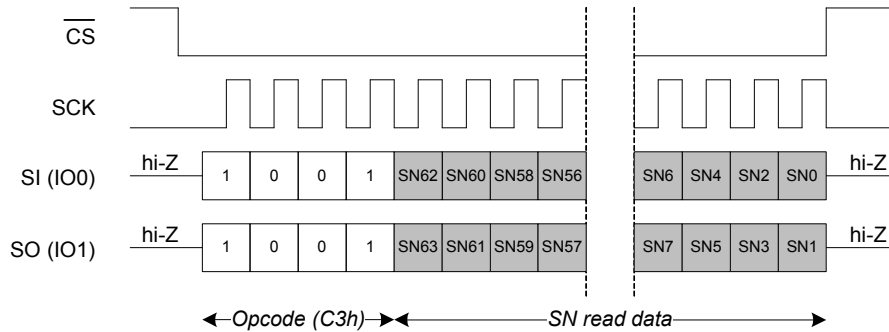 CS
SCK
SI (IO0) hi-Z 1 0 0 1 SN62 SN60 SN58 SN56 SN6 SN4 SN2 SN0 hi-Z
SO (IO1) hi-Z 1 0 0 1 SN63 SN61 SN59 SN57 SN7 SN5 SN3 SN1 hi-Z
Opcode (C3h) SN read data